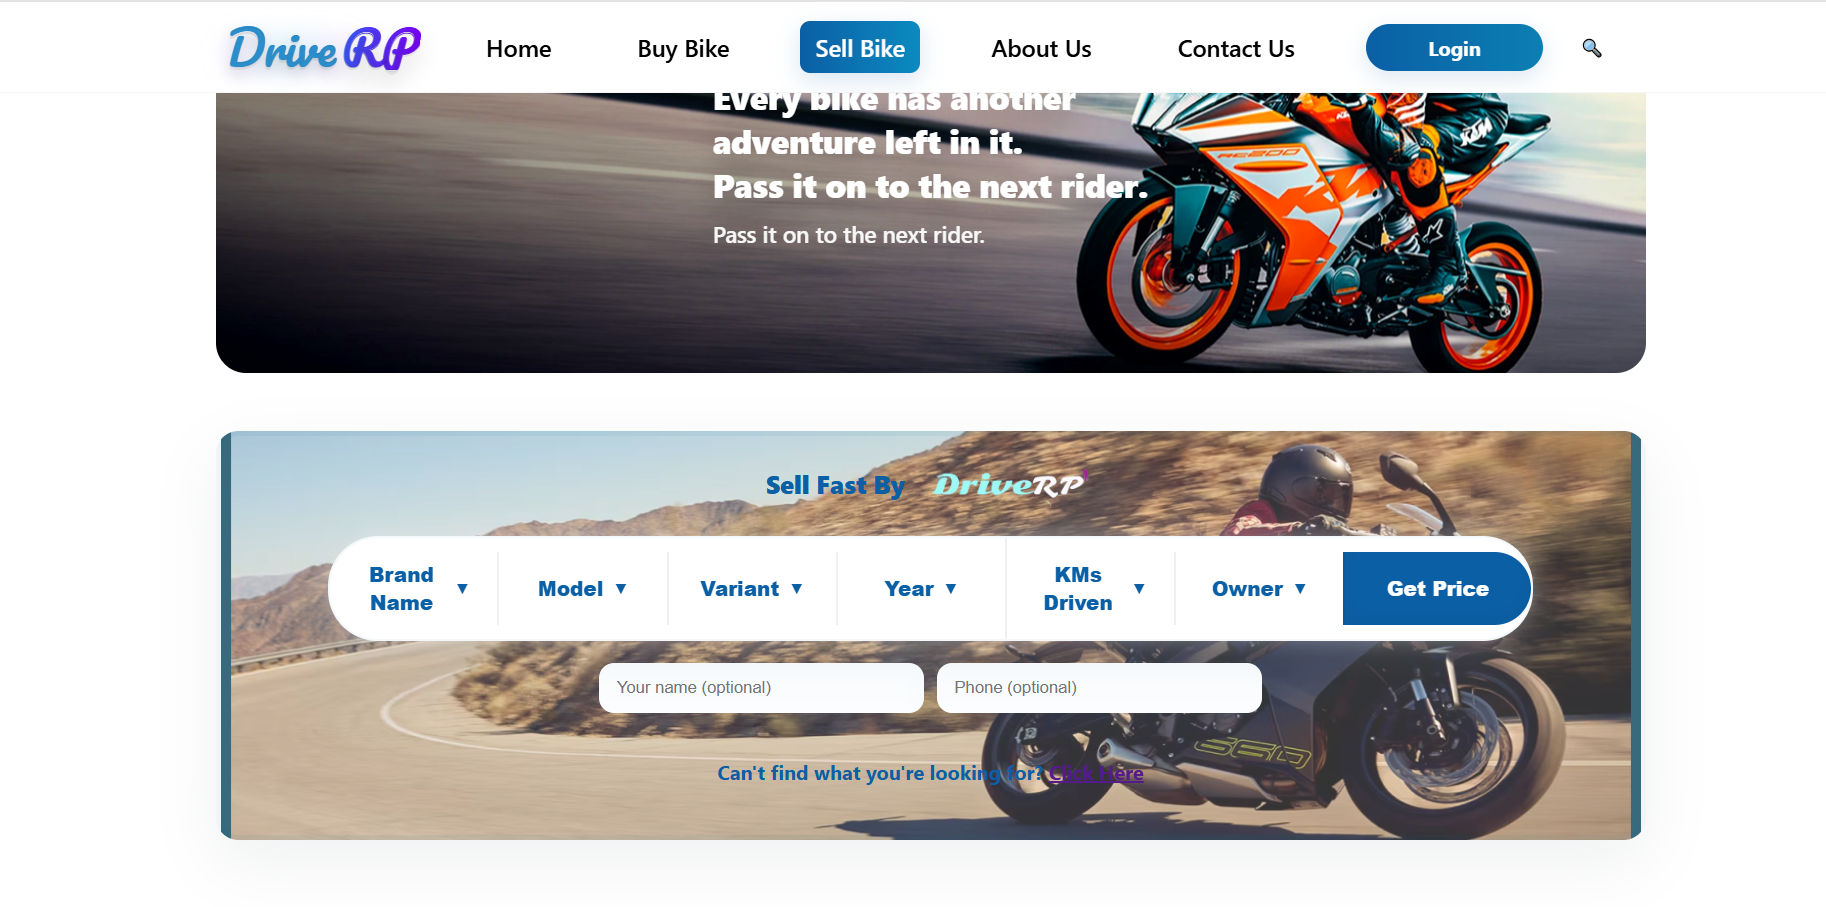 Drive RP
Home
Buy Bike
Sell Bike
About Us
Contact Us
Login
Every bike has another
adventure left in it.
Pass it on to the next rider.
Pass it on to the next rider.
RC200
KTM
Sell Fast By DriveRP
Brand
Name ▼
Model ▼
Variant ▼
Year ▼
KMs
Driven ▼
Owner ▼
Get Price
Your name (optional)
Phone (optional)
Can't find what you're looking for? Click Here